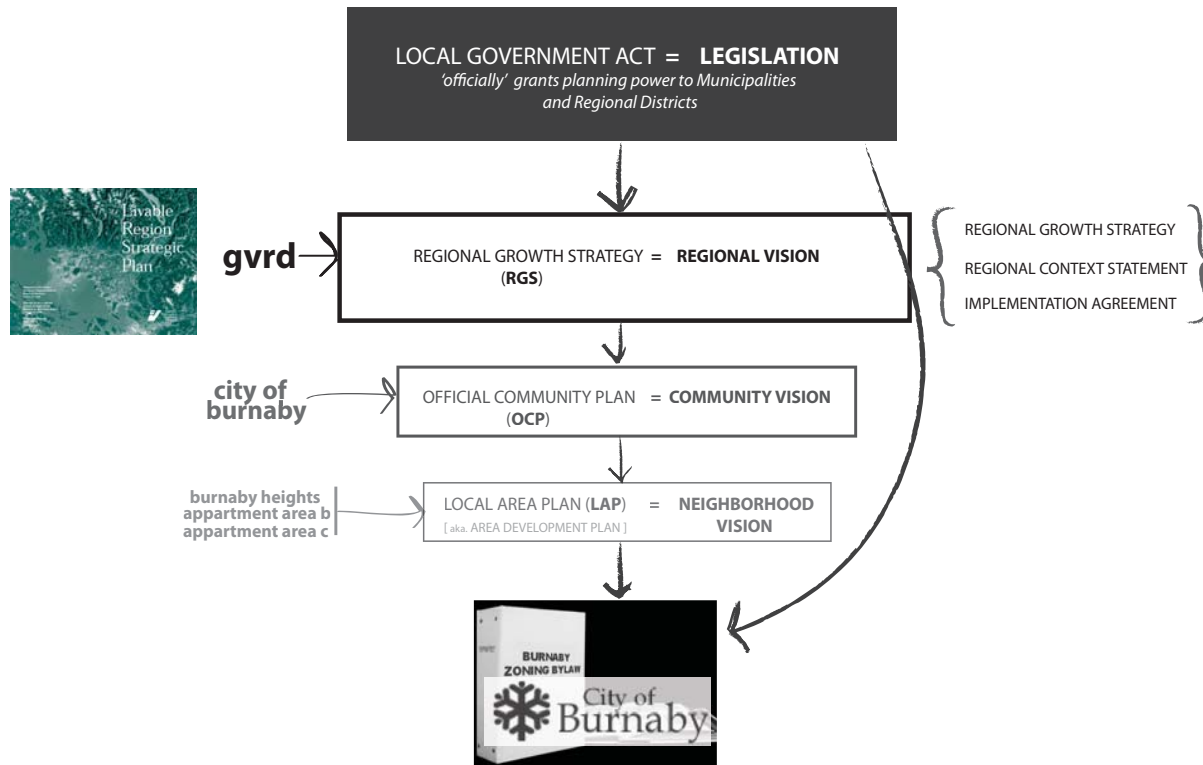 LOCAL GOVERNMENT ACT = LEGISLATION
'officially' grants planning power to Municipalities
and Regional Districts
Livable
Region
Strategic
Plan
gvrd
REGIONAL GROWTH STRATEGY = REGIONAL VISION
(RGS)
REGIONAL GROWTH STRATEGY
REGIONAL CONTEXT STATEMENT
IMPLEMENTATION AGREEMENT
city of
burnaby
OFFICIAL COMMUNITY PLAN = COMMUNITY VISION
(OCP)
burnaby heights
appartment area b
appartment area c
LOCAL AREA PLAN (LAP) = NEIGHBORHOOD
[ aka. AREA DEVELOPMENT PLAN ] VISION
BURNABY
ZONING BYLAW
City of
Burnaby